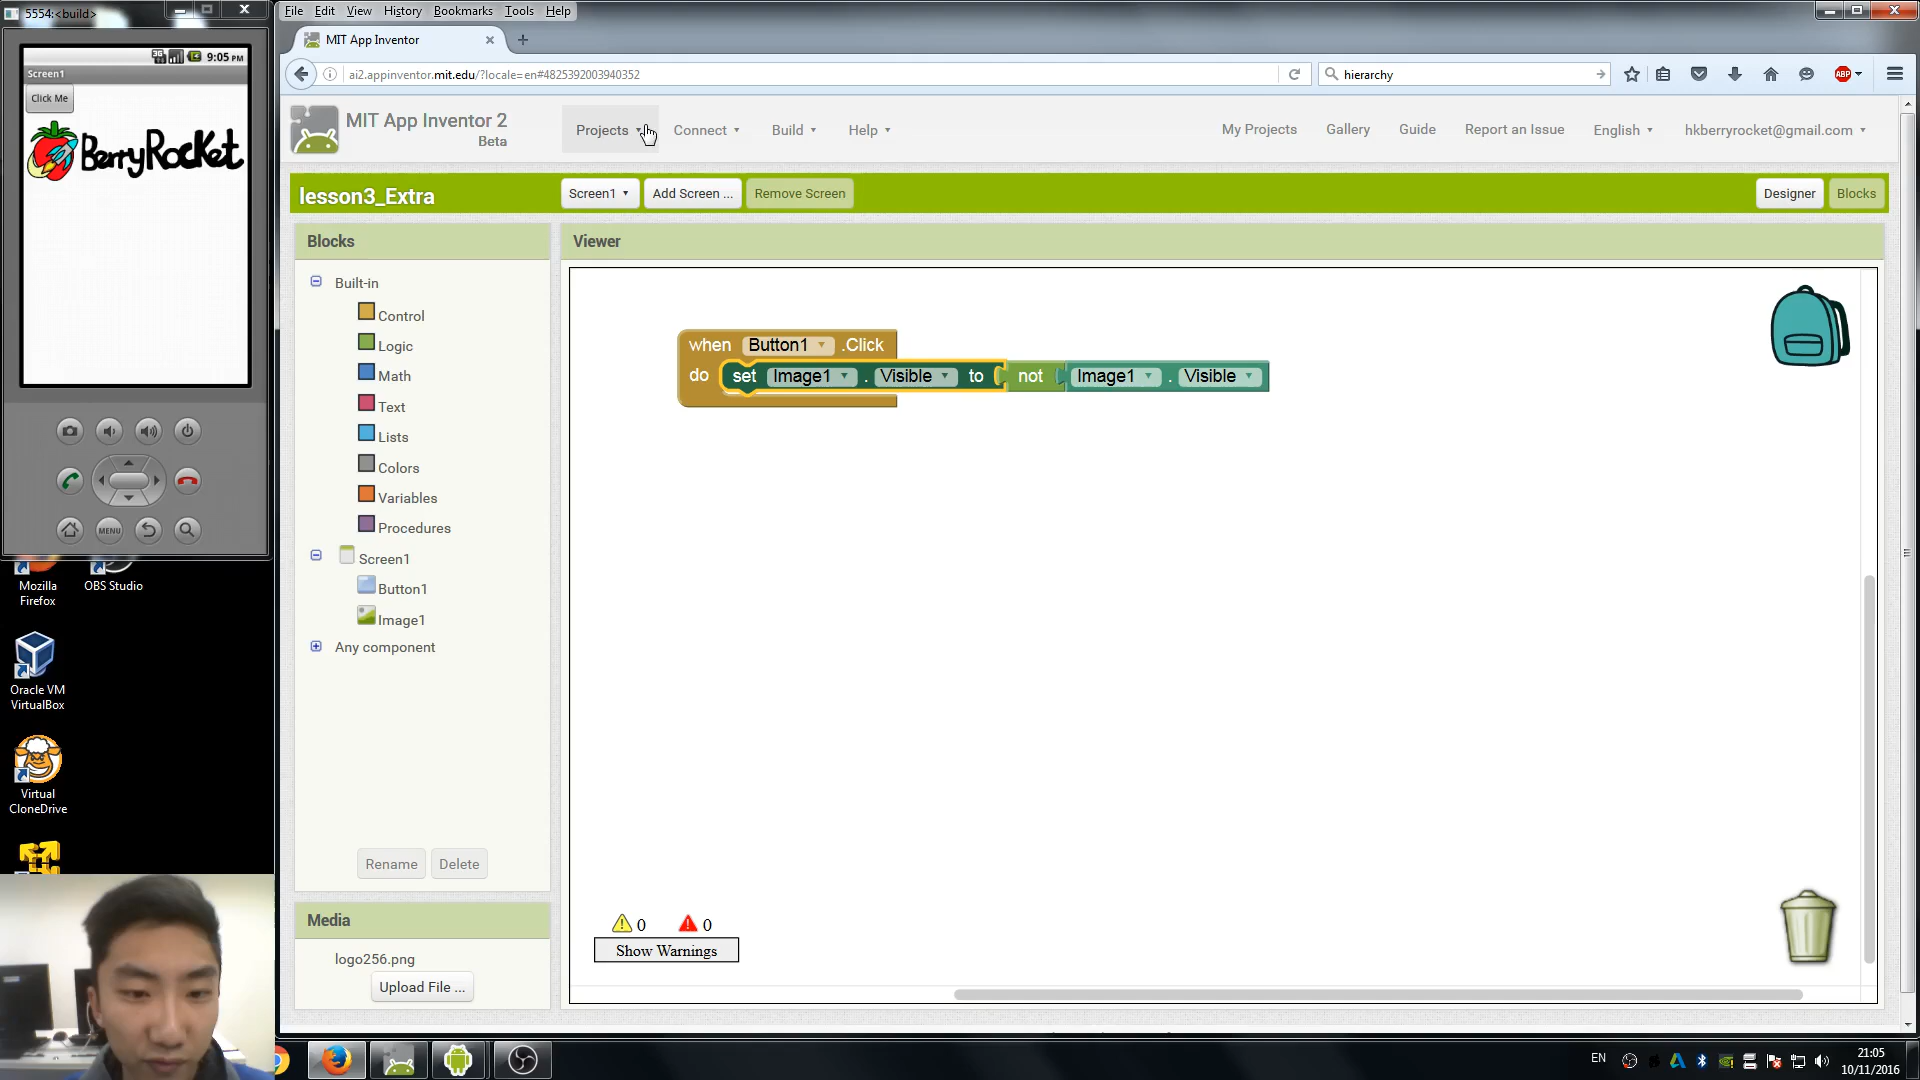 5554:<build>
3G
9:05 PM
Screen1
Click Me
BerryRocket
Mozilla Firefox
OBS Studio
Oracle VM VirtualBox
Virtual CloneDrive
File Edit View History Bookmarks Tools Help
MIT App Inventor
ai2.appinventor.mit.edu/?locale=en#4825392003940352
hierarchy
ABP
MIT App Inventor 2
Beta
Projects Connect Build Help
My Projects Gallery Guide Report an Issue English hkberryrocket@gmail.com
lesson3_Extra
Screen1 Add Screen ... Remove Screen
Designer Blocks
Blocks
Viewer
Built-in
Control
Logic
Math
Text
Lists
Colors
Variables
Procedures
Screen1
Button1
Image1
Any component
Rename Delete
Media
logo256.png
Upload File ...
when Button1 .Click
do set Image1 . Visible to not Image1 . Visible
0 0
Show Warnings
MENU
EN
21:05
10/11/2016